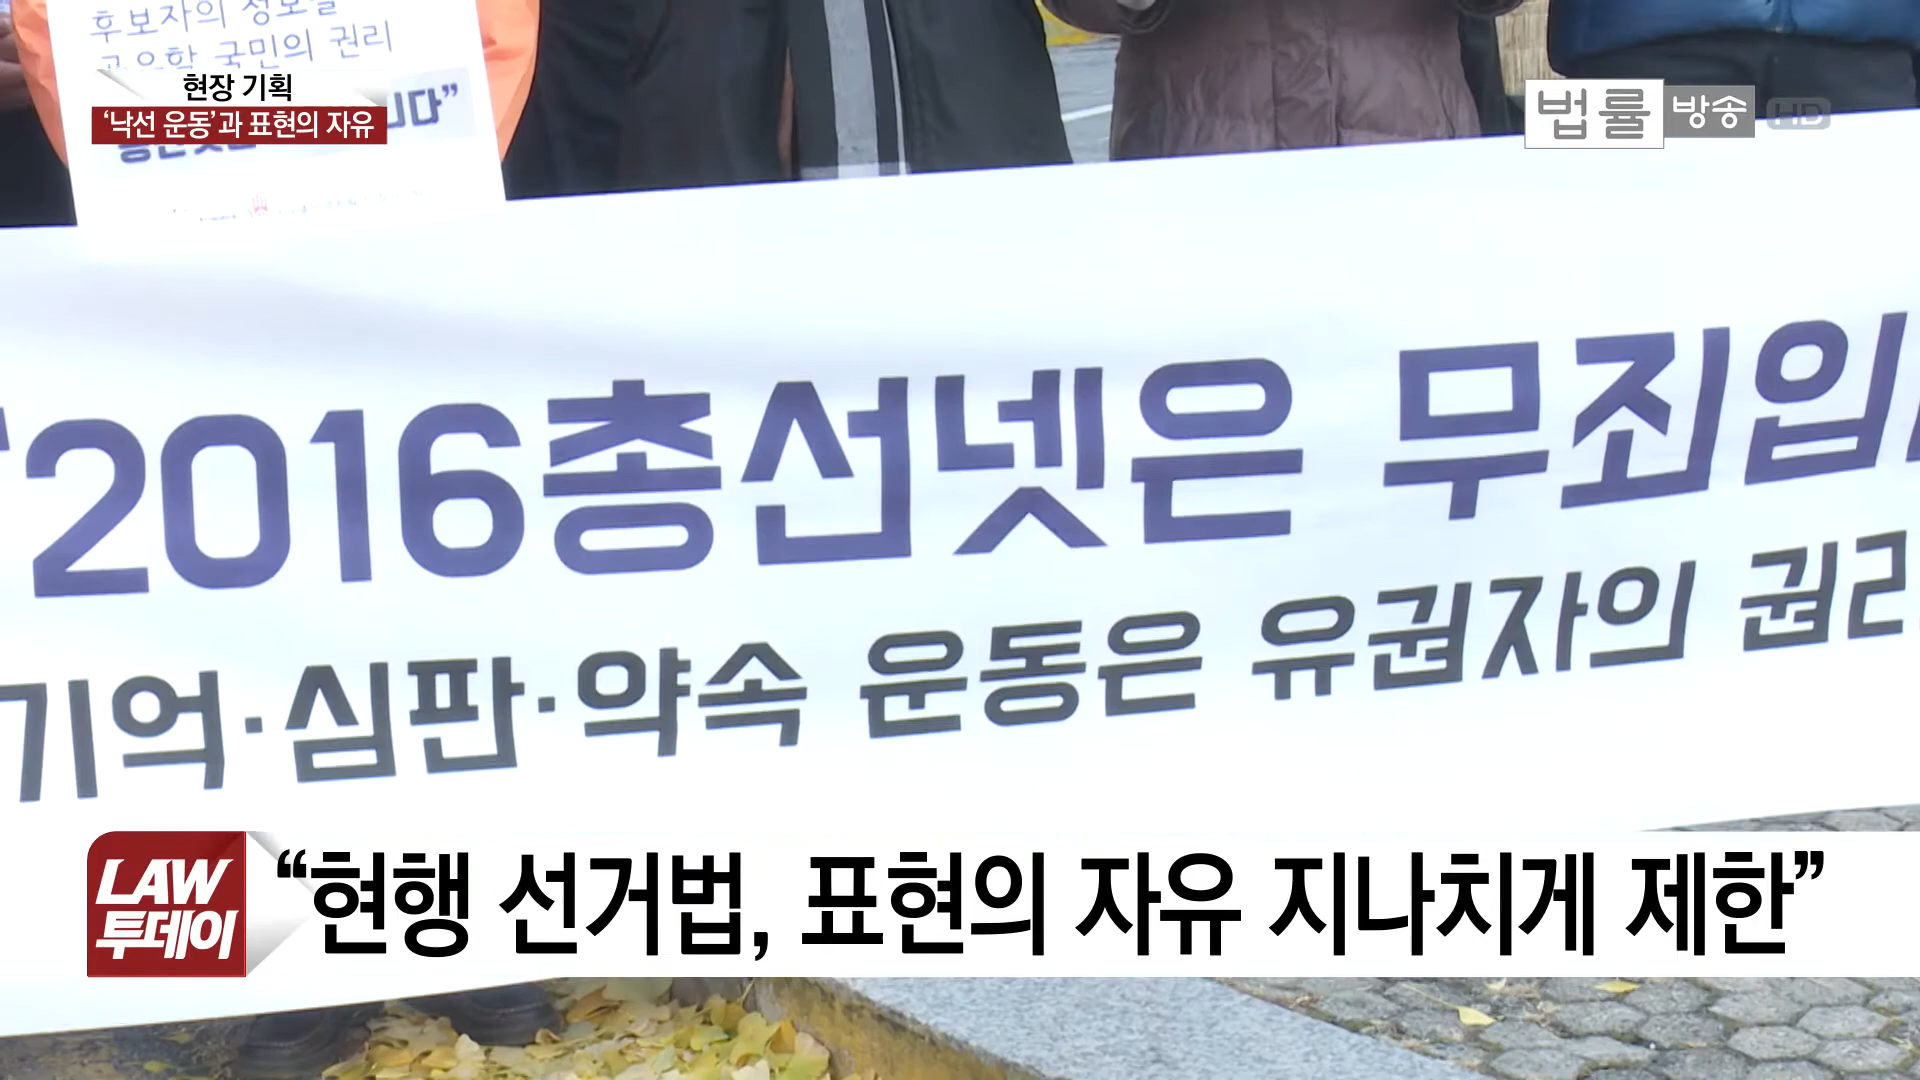 후보자의 정보를
공유할 국민의 권리
현장 기획
‘낙선 운동’과 표현의 자유
니다”
법률방송 HD
2016총선넷은 무죄입
기억·심판·약속 운동은 유권자의 권리
LAW
투데이
“현행 선거법, 표현의 자유 지나치게 제한”